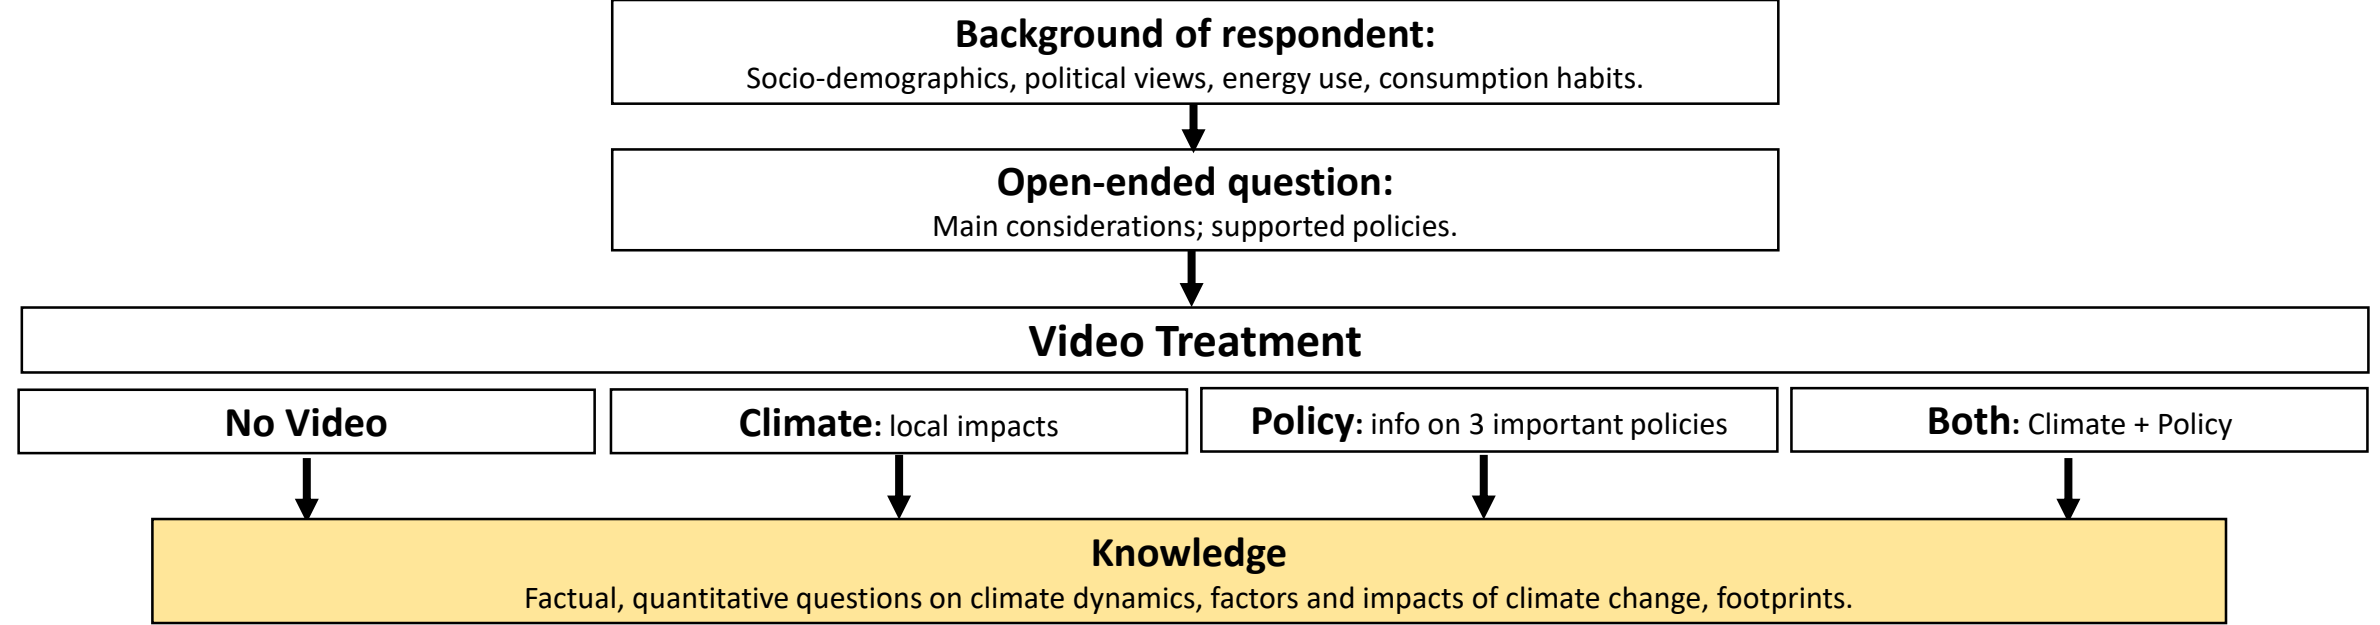 Background of respondent:
Socio-demographics, political views, energy use, consumption habits.
Open-ended question:
Main considerations; supported policies.
Video Treatment
No Video
Climate: local impacts
Policy: info on 3 important policies
Both: Climate + Policy
Knowledge
Factual, quantitative questions on climate dynamics, factors and impacts of climate change, footprints.